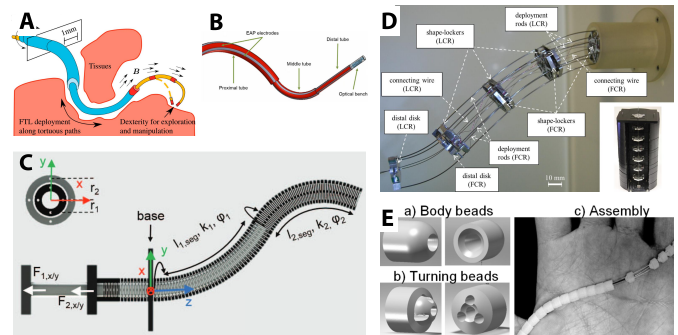 A
1mm
Tissues
B
FTL deployment
along tortuous paths
Dexterity for exploration
and manipulation
B
EAP electrodes
Distal tube
Middle tube
Proximal tube
Optical bench
C
y
x
r2
r1
base
y
x
z
l1,seg, k1, φ1
l2,seg, k2, φ2
F1,x/y
F2,x/y
D
deployment
rods (LCR)
shape-lockers
(LCR)
connecting wire
(LCR)
connecting wire
(FCR)
distal disk
(LCR)
shape-lockers
(FCR)
deployment
rods (FCR)
distal disk
(FCR)
10 mm
E
a) Body beads
b) Turning beads
c) Assembly